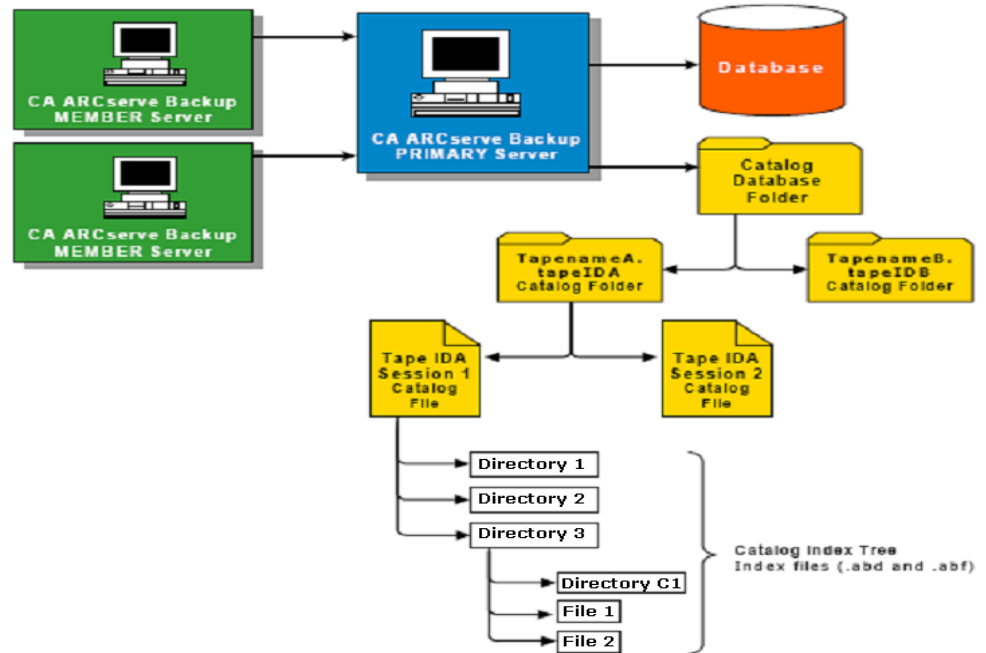 CA ARCserve Backup
MEMBER Server
CA ARCserve Backup
PRIMARY Server
Database
CA ARCserve Backup
MEMBER Server
Catalog
Database
Folder
TapenameA.
tapeIDA
Catalog Folder
TapenameB.
tapeIDB
Catalog Folder
Tape IDA
Session 1
Catalog
File
Tape IDA
Session 2
Catalog
File
Directory 1
Directory 2
Directory 3
Directory C1
File 1
File 2
Catalog Index Tree
Index files (.abd and .abf)